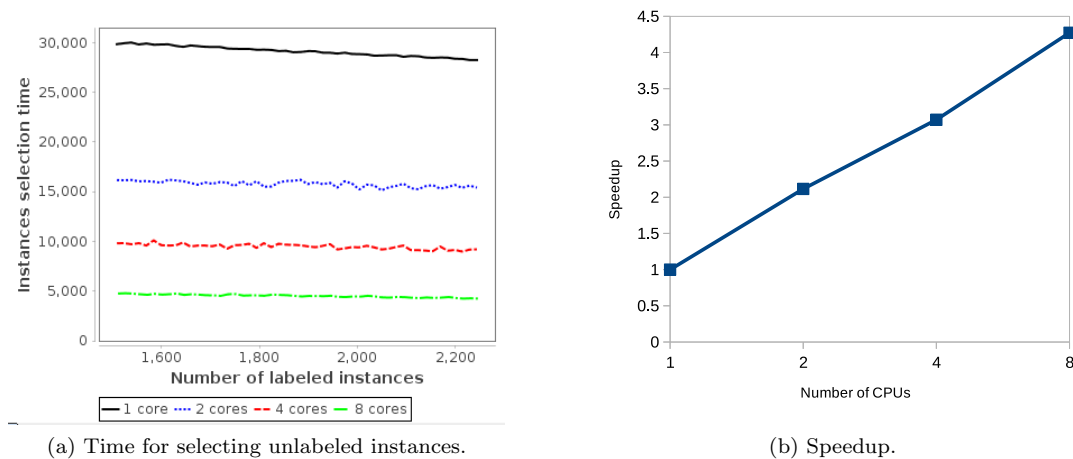 30,000
25,000
20,000
15,000
10,000
5,000
0
Instances selection time
1,600 1,800 2,000 2,200
Number of labeled instances
1 core 2 cores 4 cores 8 cores
(a) Time for selecting unlabeled instances.
4.5
4
3.5
3
2.5
2
1.5
1
0.5
0
Speedup
1 2 4 8
Number of CPUs
(b) Speedup.